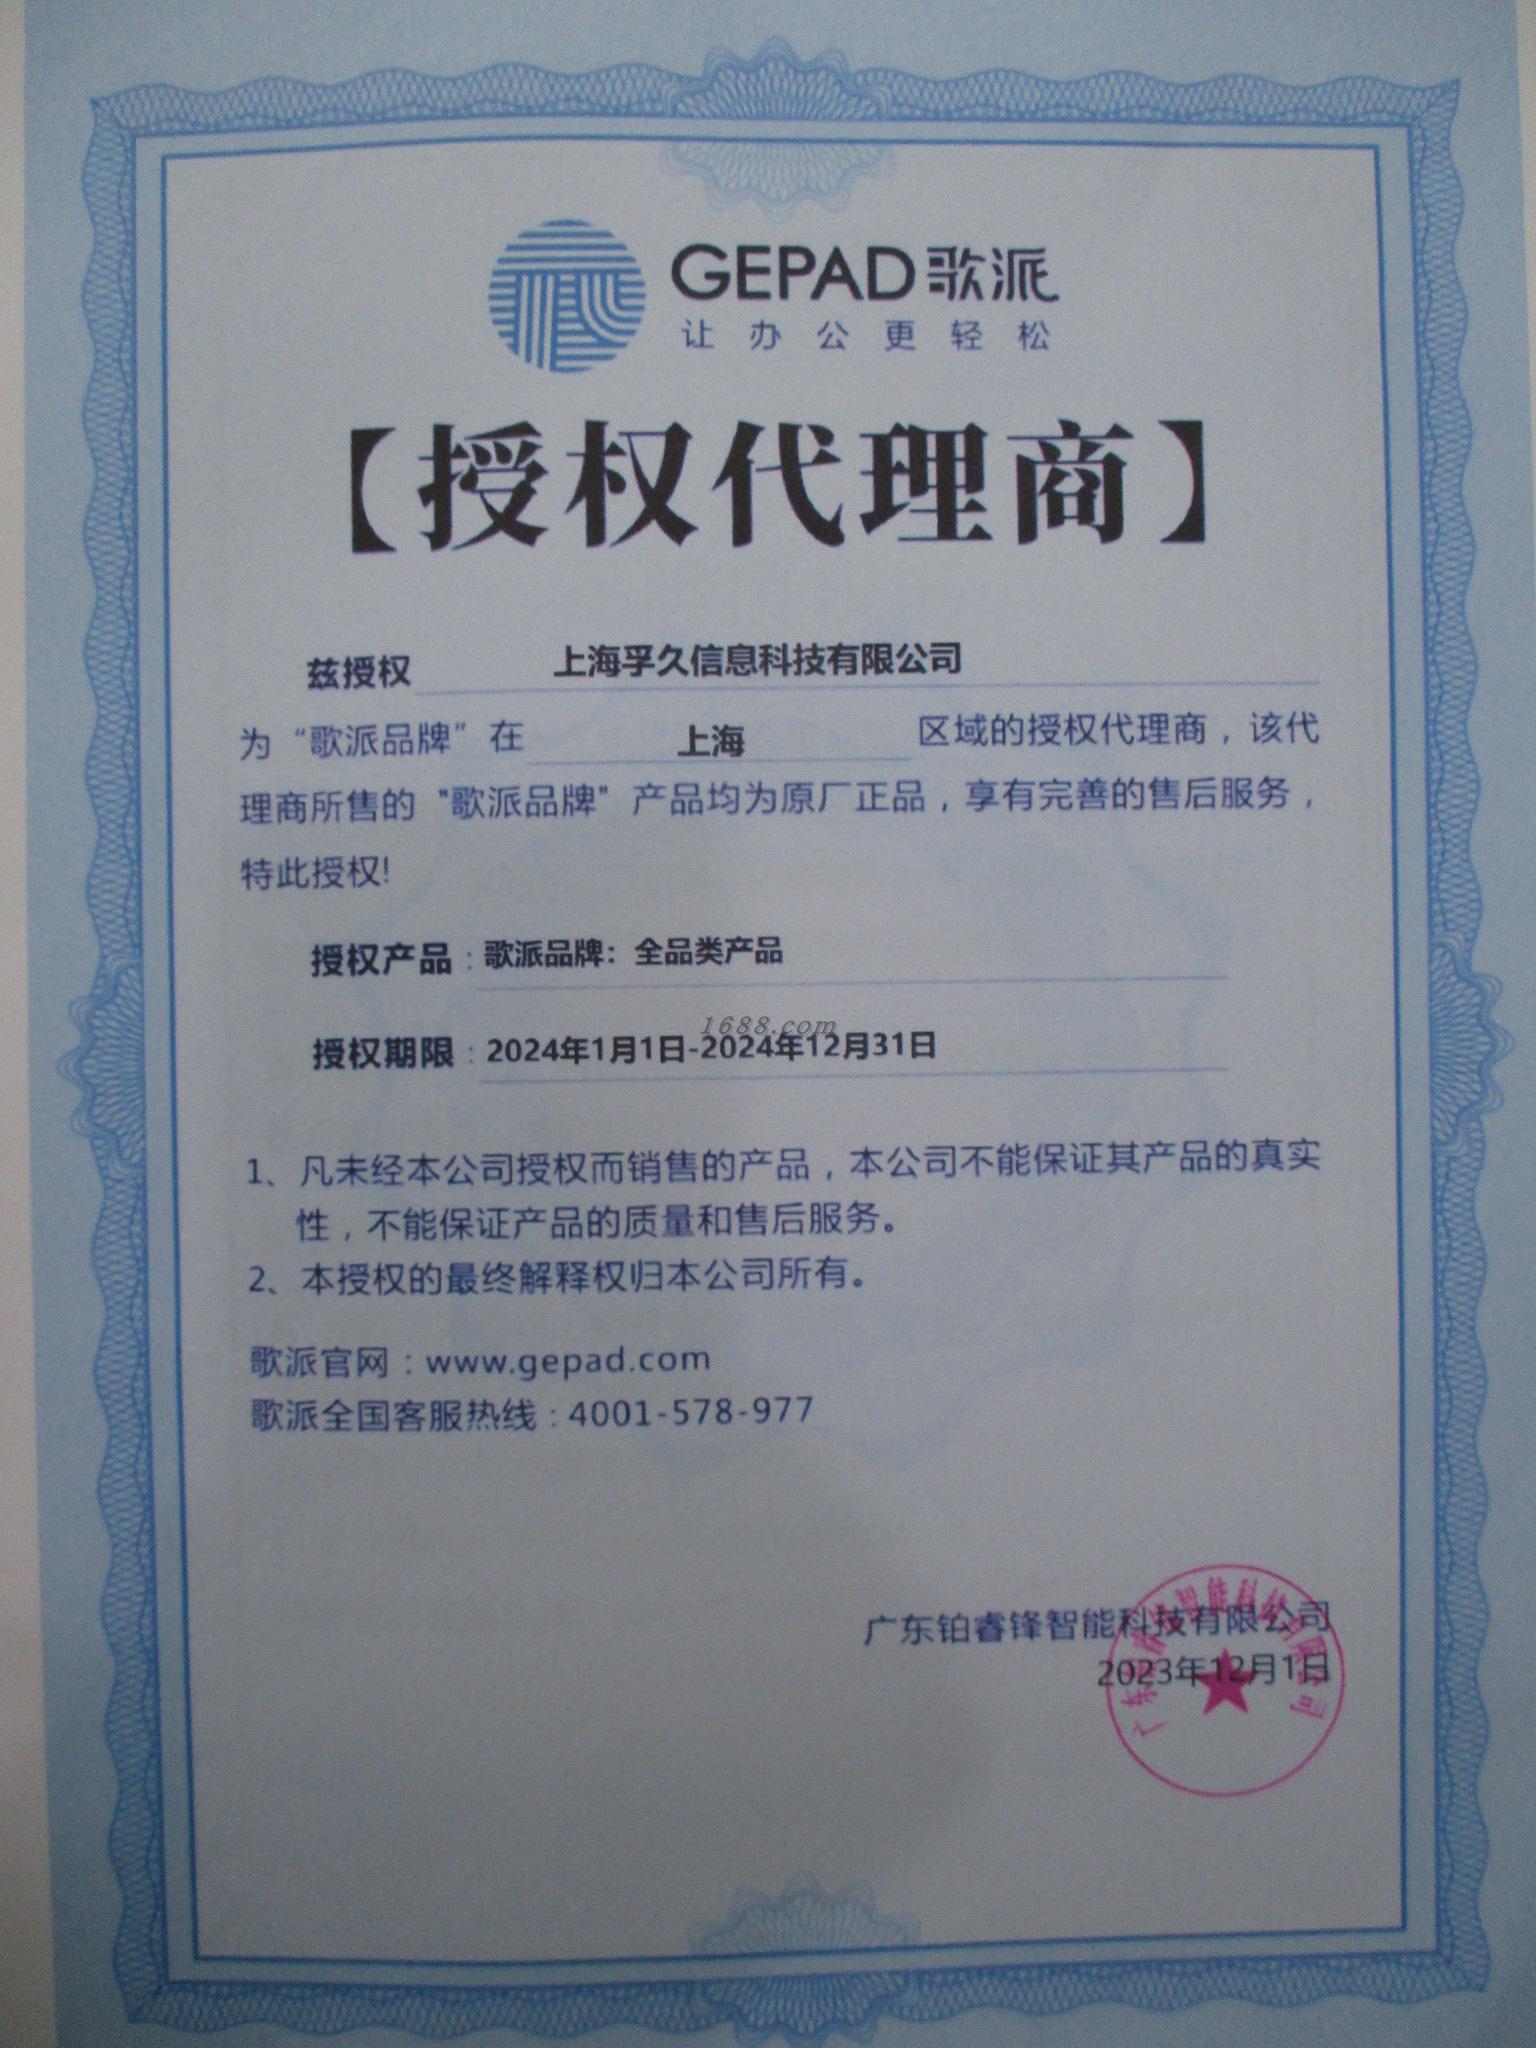 GEPAD歌派
让办公更轻松
【授权代理商】
兹授权 上海孚久信息科技有限公司
为“歌派品牌”在 上海 区域的授权代理商，该代
理商所售的"歌派品牌"产品均为原厂正品，享有完善的售后服务，
特此授权!
授权产品：歌派品牌：全品类产品
1688.com
授权期限：2024年1月1日-2024年12月31日
1、凡未经本公司授权而销售的产品，本公司不能保证其产品的真实
性，不能保证产品的质量和售后服务。
2、本授权的最终解释权归本公司所有。
歌派官网：www.gepad.com
歌派全国客服热线：4001-578-977
广东铂睿锋智能科技有限公司
2023年12月1日